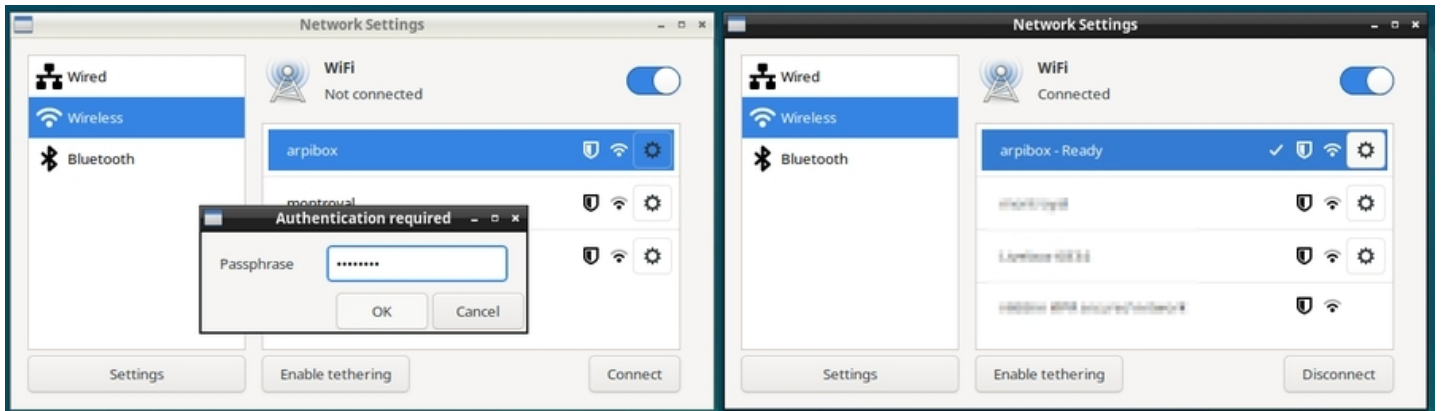 Network Settings
Wired
Wireless
Bluetooth
WiFi
Not connected
arpibox
montroyal
Authentication required
Passphrase
OK
Cancel
Settings
Enable tethering
Connect
Network Settings
Wired
Wireless
Bluetooth
WiFi
Connected
arpibox - Ready
Settings
Enable tethering
Disconnect